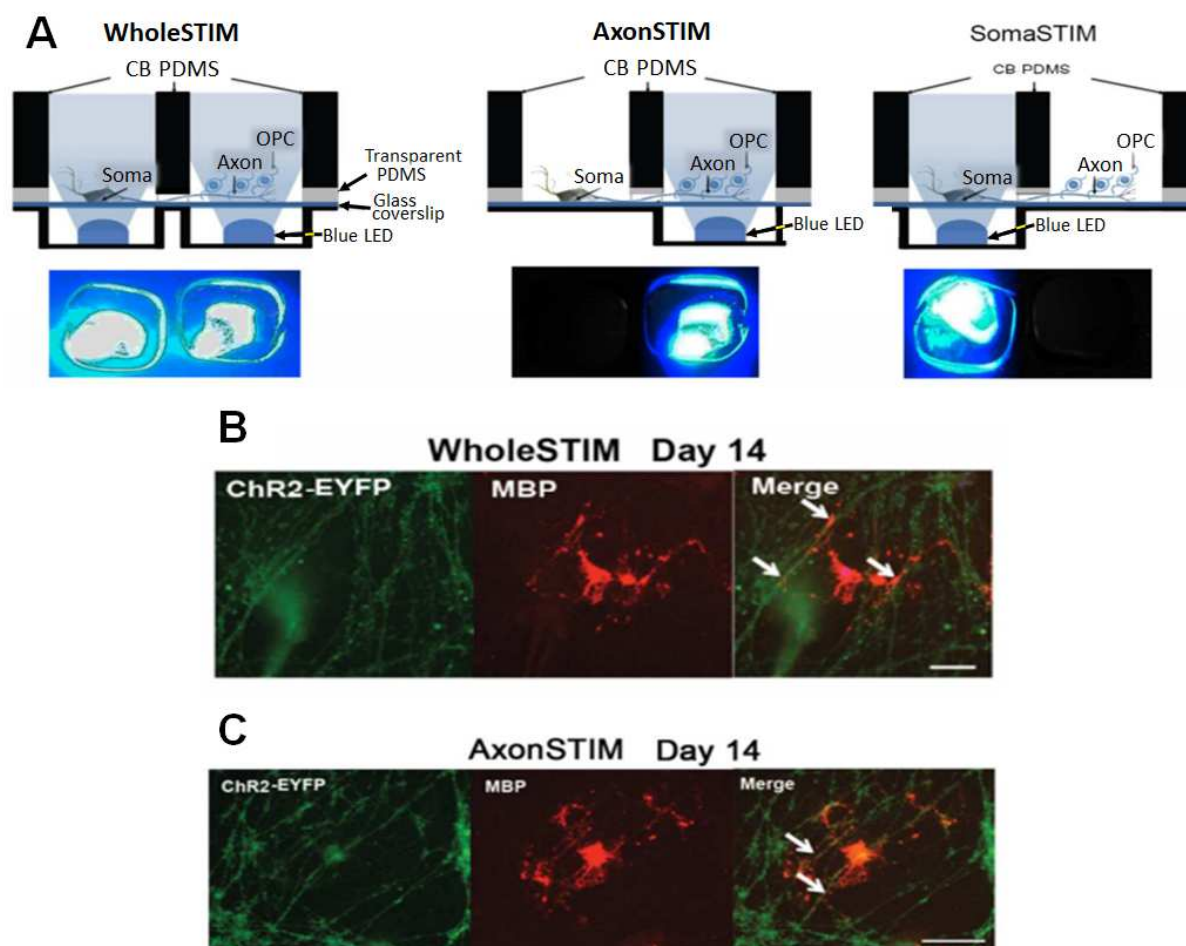 A
WholeSTIM
CB PDMS
OPC
Axon
Soma
Transparent
PDMS
Glass
coverslip
Blue LED
AxonSTIM
CB PDMS
OPC
Axon
Soma
Blue LED
SomaSTIM
CB PDMS
OPC
Axon
Soma
Blue LED
B
WholeSTIM Day 14
ChR2-EYFP
MBP
Merge
C
AxonSTIM Day 14
ChR2-EYFP
MBP
Merge